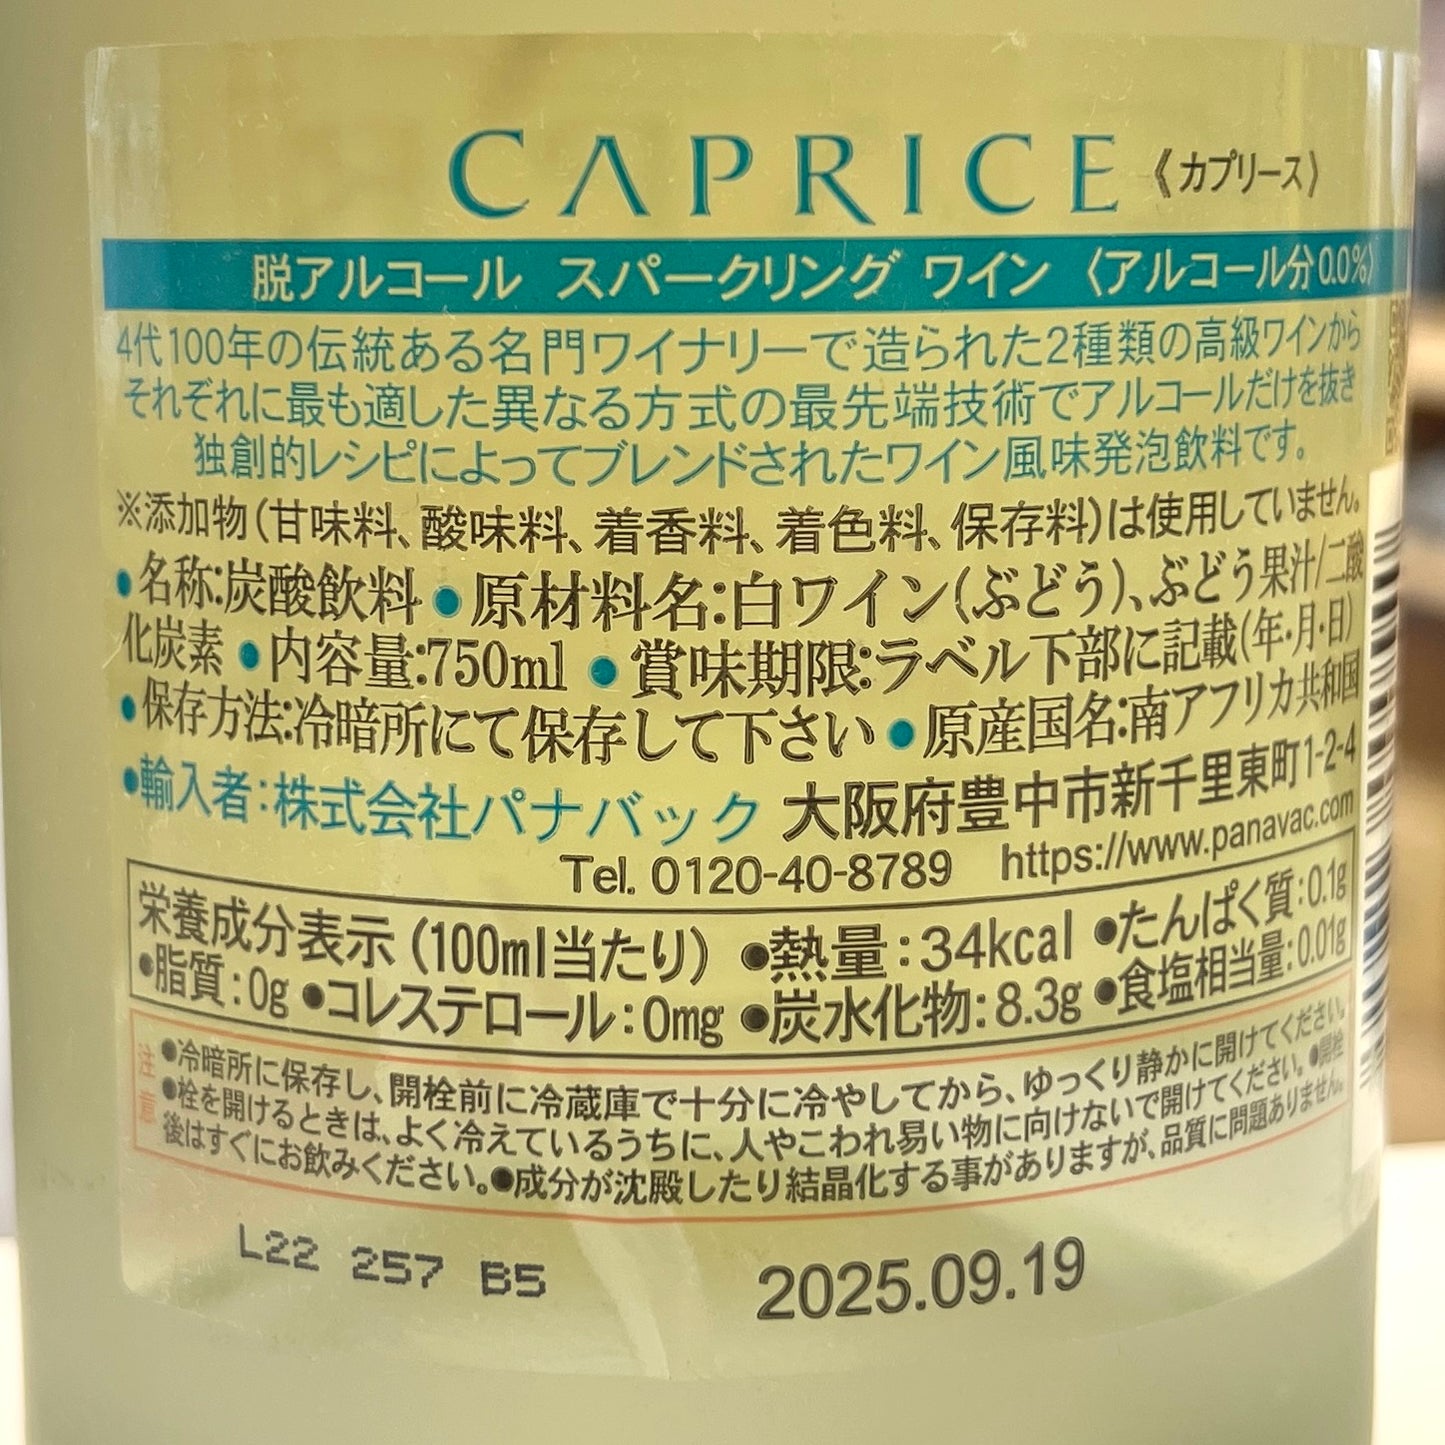 CAPRICE 《カプリース》
脱アルコール スパークリング ワイン 〈アルコール分0.0%〉
4代100年の伝統ある名門ワイナリーで造られた2種類の高級ワインから
それぞれに最も適した異なる方式の最先端技術でアルコールだけを抜き
独創的レシピによってブレンドされたワイン風味発泡飲料です。
※添加物(甘味料、酸味料、着香料、着色料、保存料)は使用していません。
●名称:炭酸飲料 ●原材料名:白ワイン(ぶどう)、ぶどう果汁/二酸
化炭素 ●内容量:750ml ●賞味期限:ラベル下部に記載(年・月・日)
●保存方法:冷暗所にて保存して下さい ●原産国名:南アフリカ共和国
●輸入者:株式会社パナバック 大阪府豊中市新千里東町1-2-4
Tel. 0120-40-8789 https://www.panavac.com
栄養成分表示(100ml当たり) ●熱量:34kcal ●たんぱく質:0.1g
●脂質:0g ●コレステロール:0mg ●炭水化物:8.3g ●食塩相当量:0.01g
注意
●冷暗所に保存し、開栓前に冷蔵庫で十分に冷やしてから、ゆっくり静かに開けてください。
●栓を開けるときは、よく冷えているうちに、人やこわれ易い物に向けないで開けてください。●開栓
後はすぐにお飲みください。●成分が沈殿したり結晶化する事がありますが、品質に問題ありません。
L22 257 B5
2025.09.19